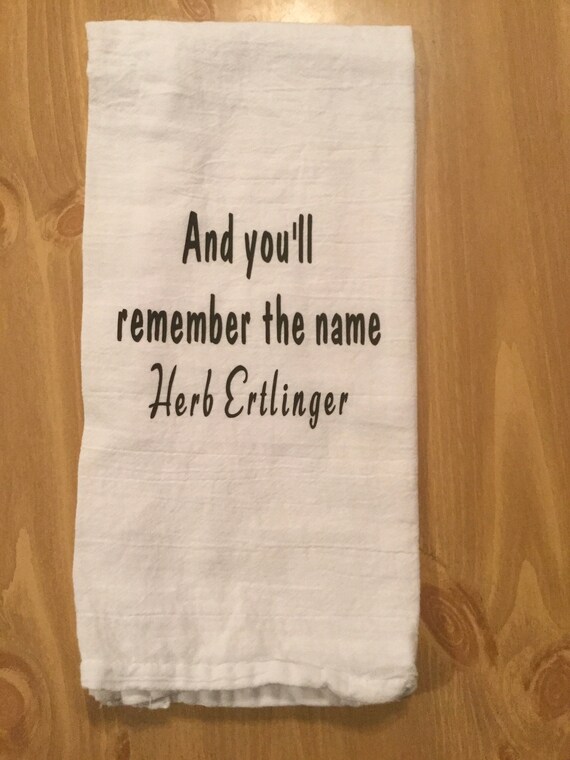 And you'll
remember the name
Herb Ertlinger